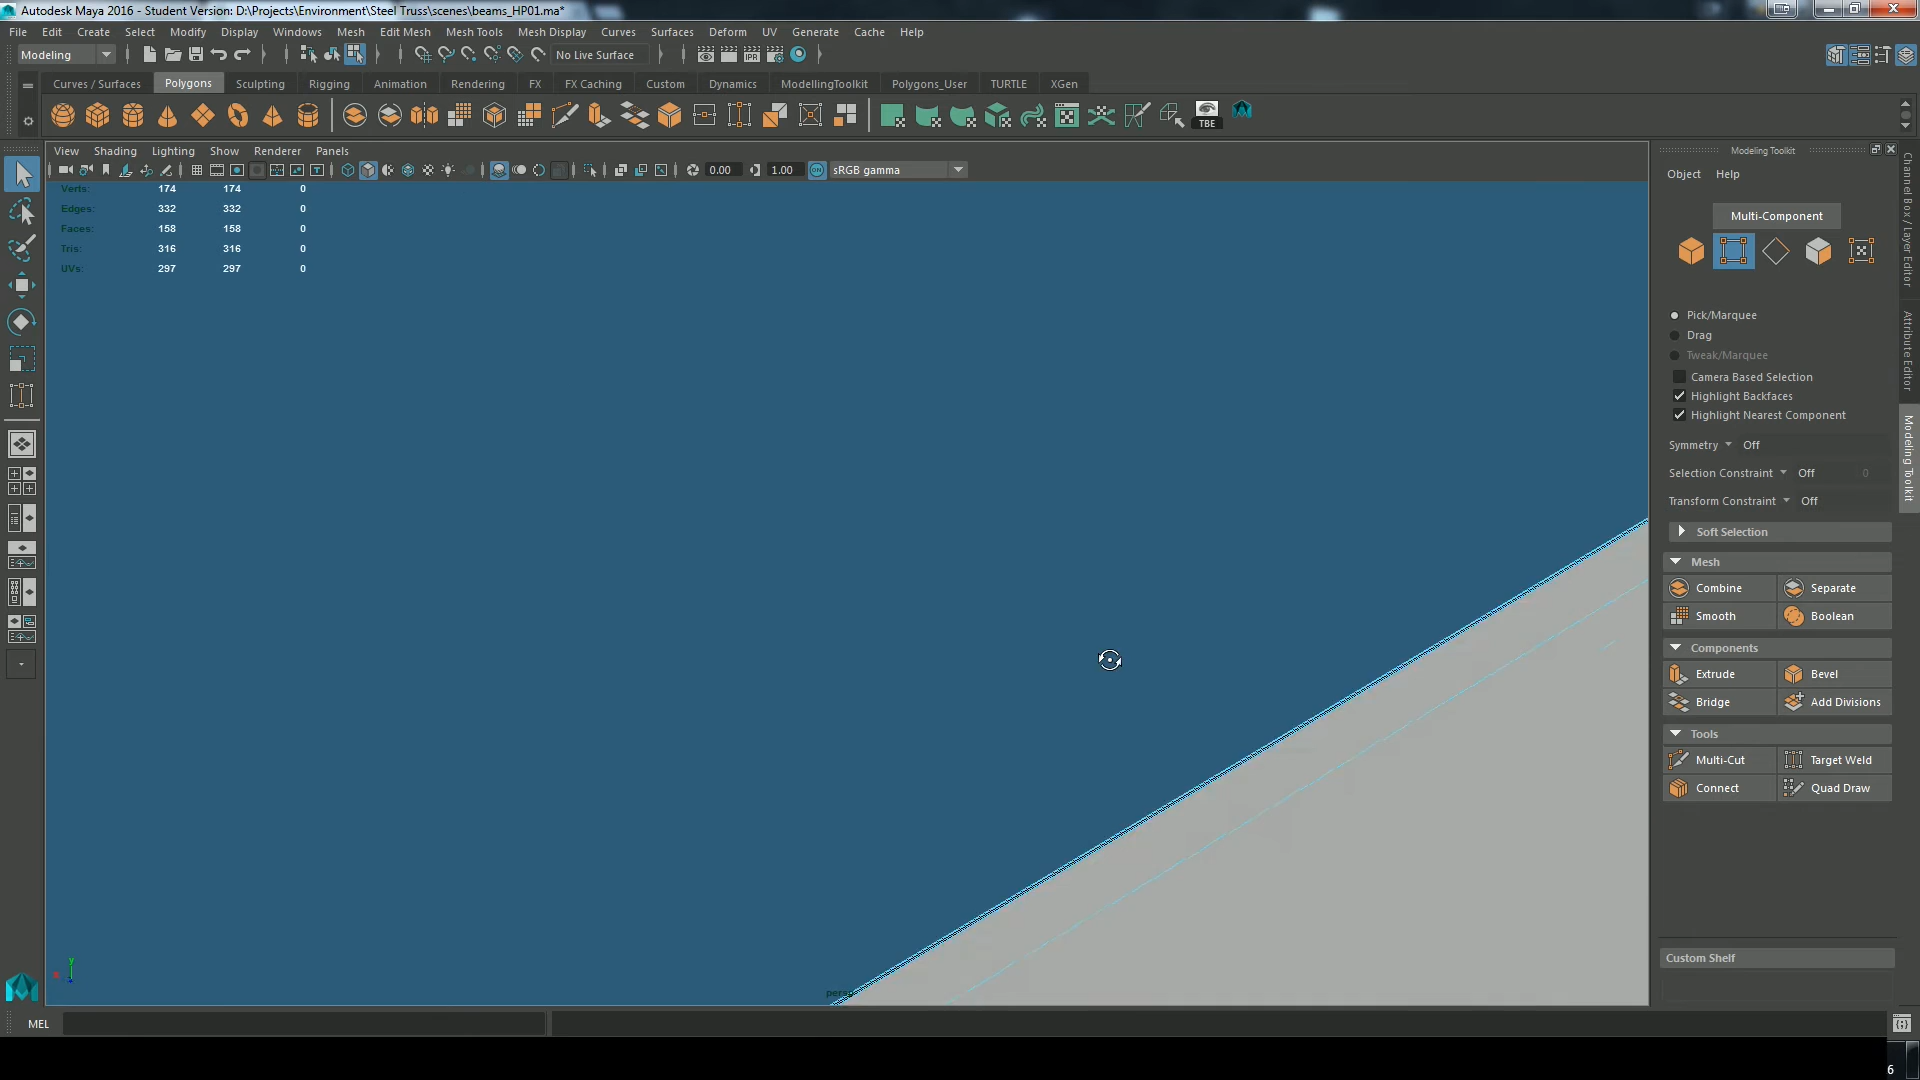 Autodesk Maya 2016 - Student Version: D:\Projects\Environment\Steel Truss\scenes\beams_HP01.ma*
File Edit Create Select Modify Display Windows Mesh Edit Mesh Mesh Tools Mesh Display Curves Surfaces Deform UV Generate Cache Help
Modeling No Live Surface
Curves / Surfaces Polygons Sculpting Rigging Animation Rendering FX FX Caching Custom Dynamics ModellingToolkit Polygons_User TURTLE XGen
IPR
TBE
View Shading Lighting Show Renderer Panels
Modeling Toolkit
0.00 1.00 ON sRGB gamma
Object Help
Verts: 174 174 0
Edges: 332 332 0
Faces: 158 158 0
Tris: 316 316 0
UVs: 297 297 0
Multi-Component
Pick/Marquee
Drag
Tweak/Marquee
Camera Based Selection
Highlight Backfaces
Highlight Nearest Component
Symmetry Off
Selection Constraint Off 0
Transform Constraint Off
Soft Selection
Mesh
Combine Separate
Smooth Boolean
Components
Extrude Bevel
Bridge Add Divisions
Tools
Multi-Cut Target Weld
Connect Quad Draw
Custom Shelf
Channel Box / Layer Editor
Attribute Editor
Modeling Toolkit
y
x
persp
MEL
6